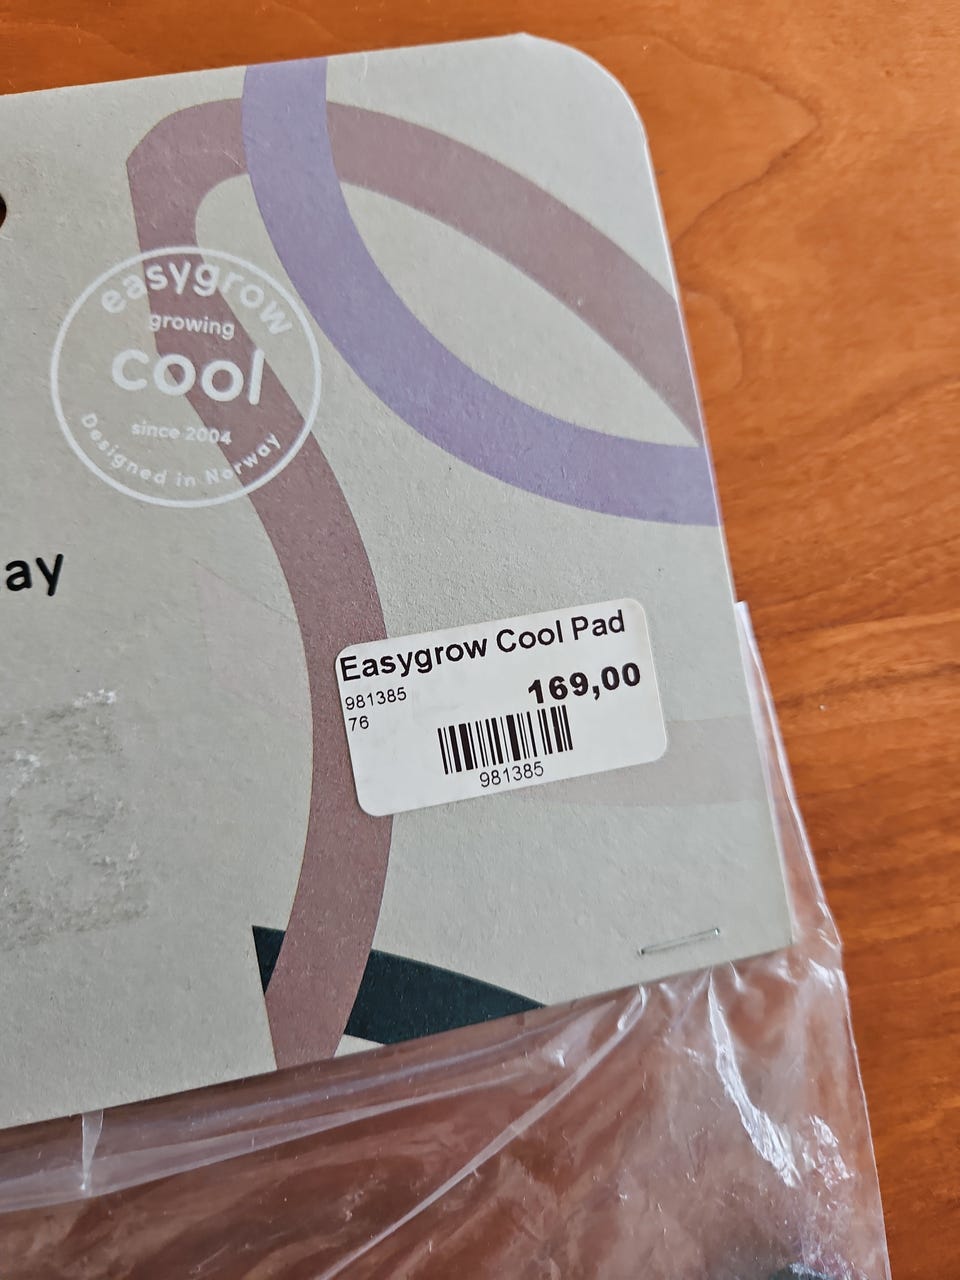 easygrow
growing
cool
since 2004
Designed in Norway
ay
Easygrow Cool Pad
981385
169,00
76
981385